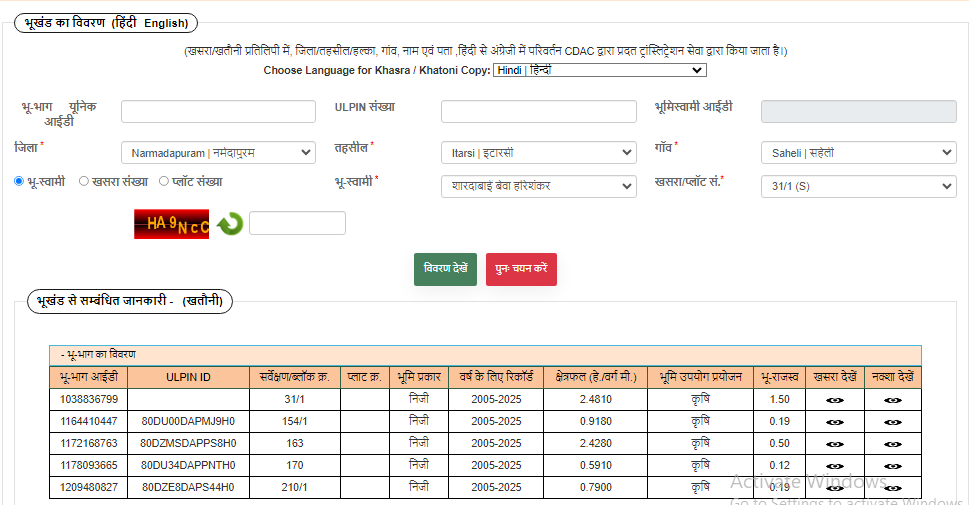 भूखंड का विवरण (हिंदी English)
(खसरा/खतौनी प्रतिलिपी में, जिला/तहसील/हल्का, गांव, नाम एवं पता ,हिंदी से अंग्रेजी में परिवर्तन CDAC द्वारा प्रदत ट्रांस्लिट्रेशन सेवा द्वारा किया जाता है।)
Choose Language for Khasra / Khatoni Copy: Hindi | हिन्दी
भू-भाग यूनिक आईडी ULPIN संख्या भूमिस्वामी आईडी
जिला * Narmadapuram | नर्मदापुरम तहसील * Itarsi | इटारसी गॉव * Saheli | सहेली
भू-स्वामी खसरा संख्या प्लॉट संख्या भू-स्वामी * शारदाबाई बेवा हरिशंकर खसरा/प्लॉट सं.* 31/1 (S)
HA9NcC
विवरण देखें पुनः चयन करें
भूखंड से सम्बंधित जानकारी - (खतौनी)
- भू-भाग का विवरण
भू-भाग आईडी ULPIN ID सर्वेक्षण/ब्लॉक क्र. प्लाट क्र. भूमि प्रकार वर्ष के लिए रिकॉर्ड क्षेत्रफल (हे./वर्ग मी.) भूमि उपयोग प्रयोजन भू-राजस्व खसरा देखें नक्शा देखें
1038836799 31/1 निजी 2005-2025 2.4810 कृषि 1.50
1164410447 80DU00DAPMJ9H0 154/1 निजी 2005-2025 0.9180 कृषि 0.19
1172168763 80DZMSDAPPS8H0 163 निजी 2005-2025 2.4280 कृषि 0.50
1178093665 80DU34DAPPNTH0 170 निजी 2005-2025 0.5910 कृषि 0.12
1209480827 80DZE8DAPS44H0 210/1 निजी 2005-2025 0.7900 कृषि 0.19
Activate Windows
Go to Settings to activate Windows.